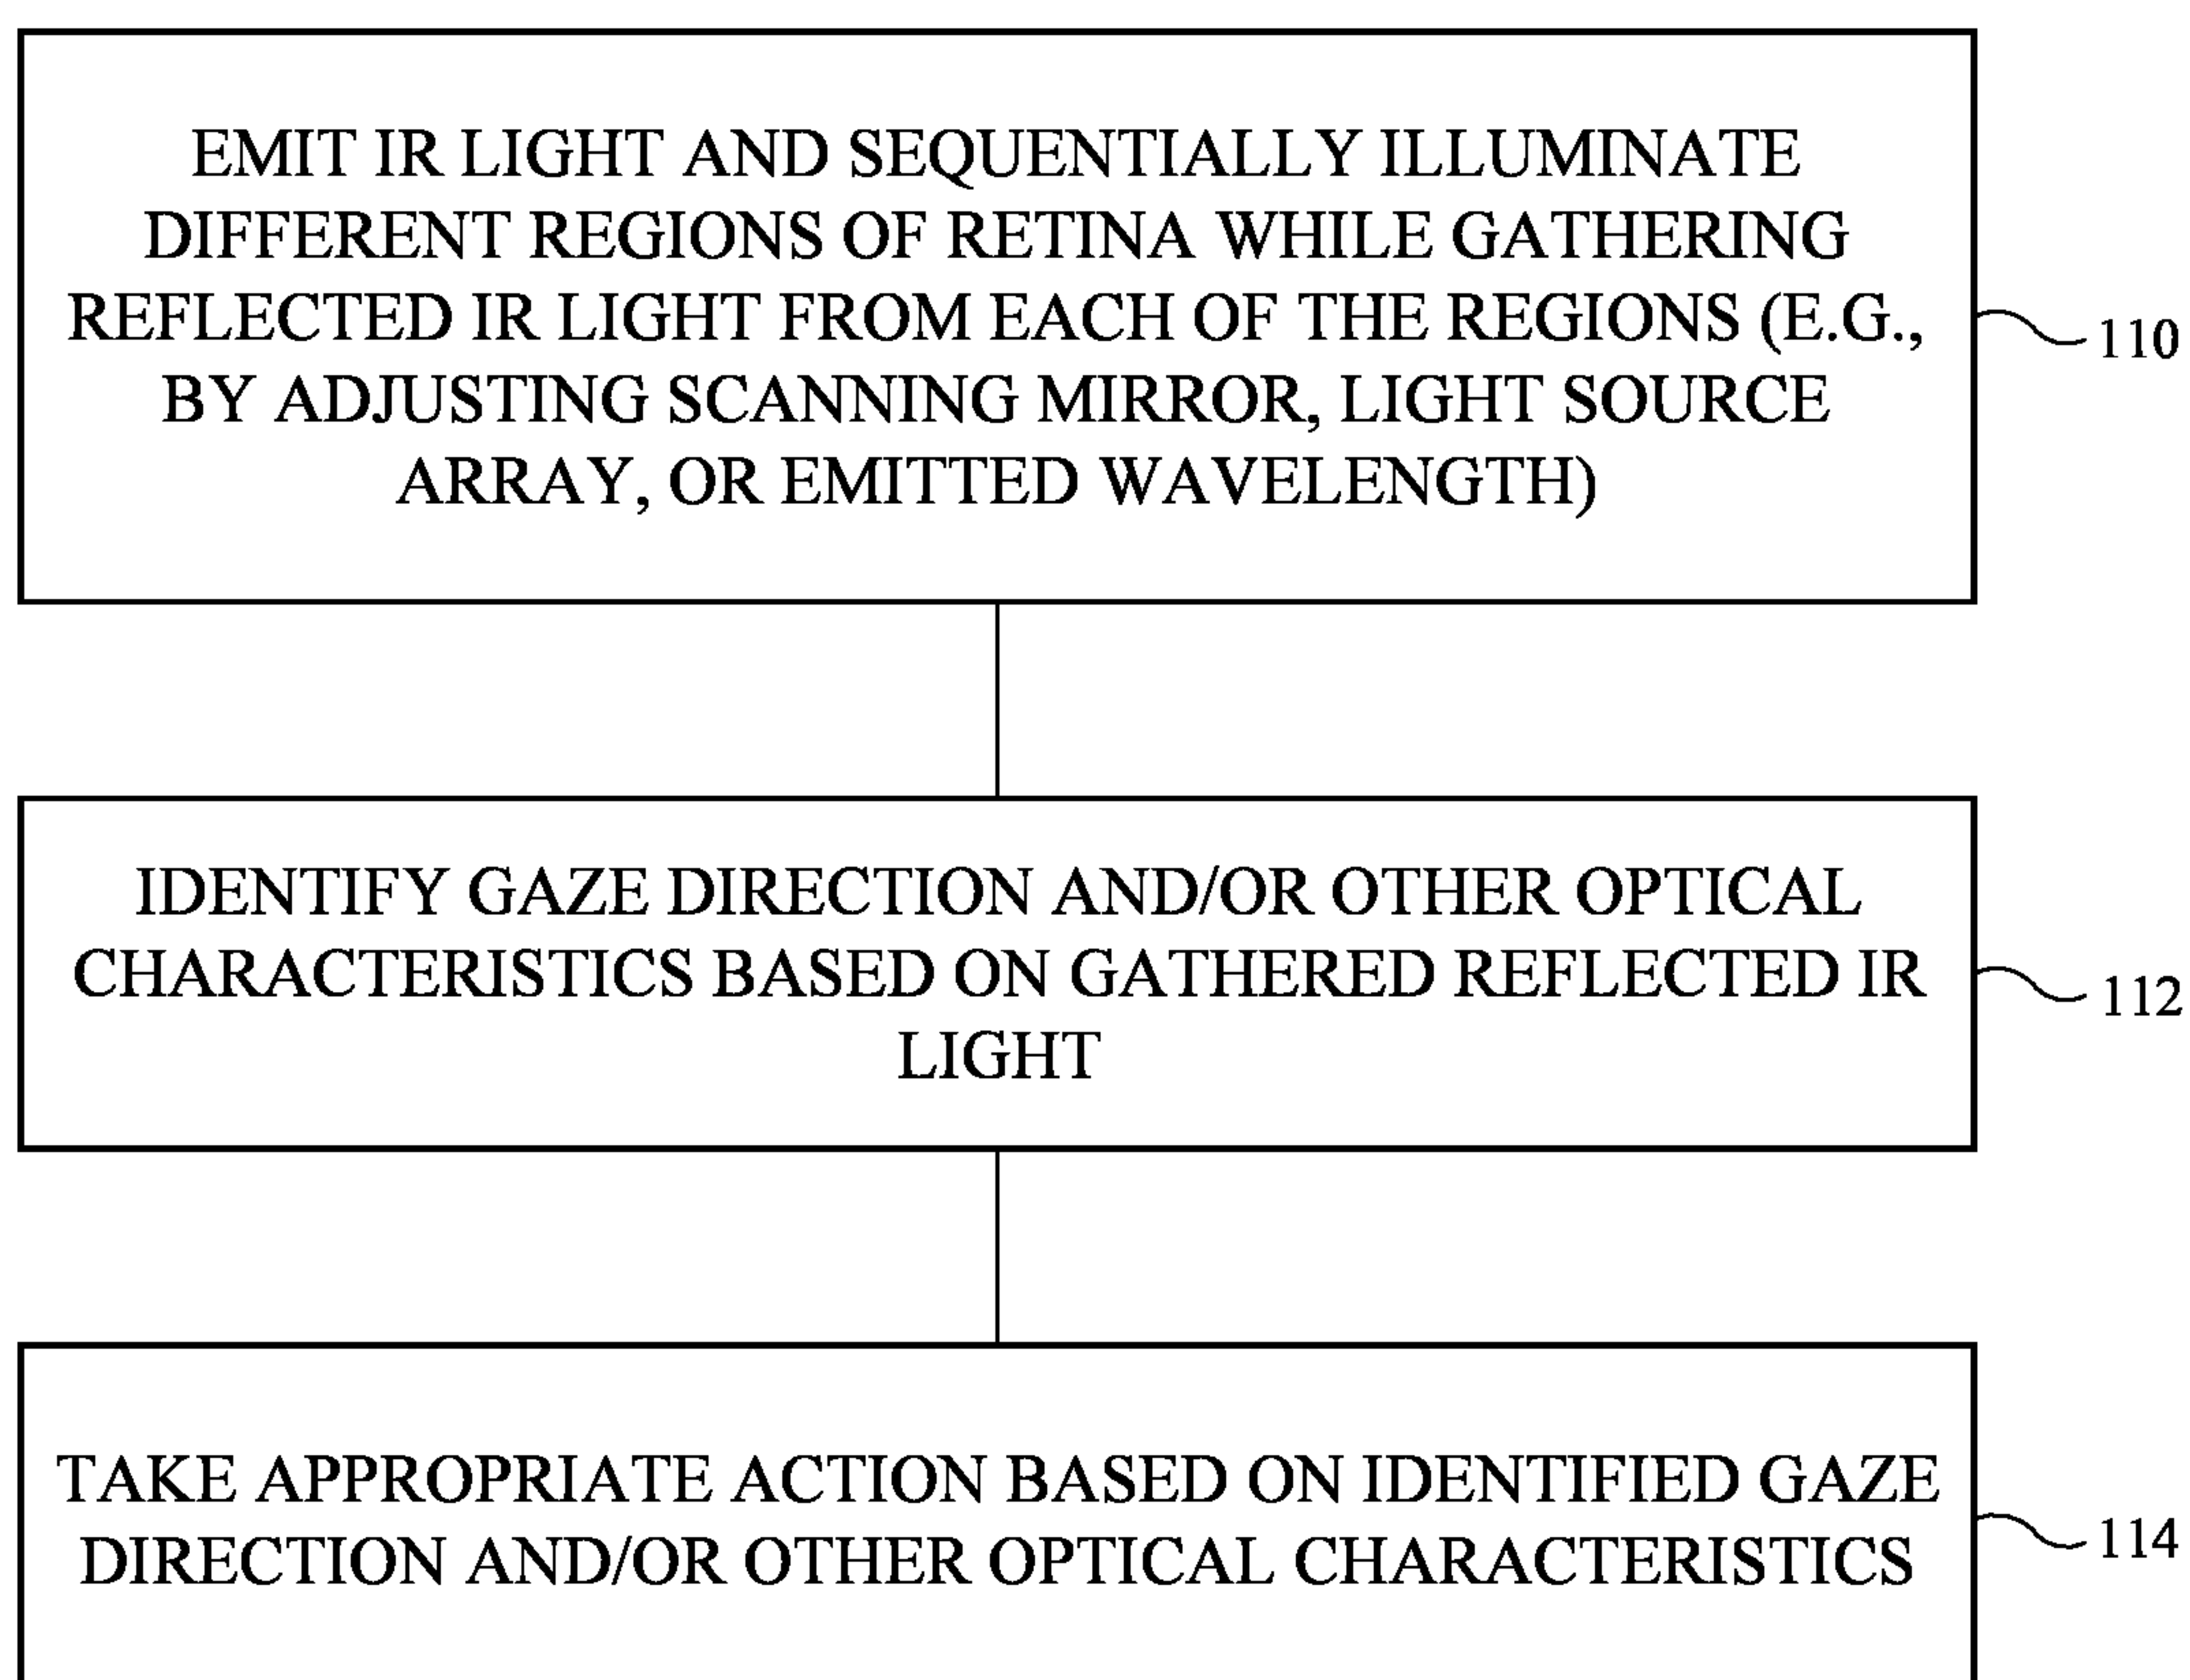 EMIT IR LIGHT AND SEQUENTIALLY ILLUMINATE
DIFFERENT REGIONS OF RETINA WHILE GATHERING
REFLECTED IR LIGHT FROM EACH OF THE REGIONS (E.G.,
BY ADJUSTING SCANNING MIRROR, LIGHT SOURCE
ARRAY, OR EMITTED WAVELENGTH)
110
IDENTIFY GAZE DIRECTION AND/OR OTHER OPTICAL
CHARACTERISTICS BASED ON GATHERED REFLECTED IR
LIGHT
112
TAKE APPROPRIATE ACTION BASED ON IDENTIFIED GAZE
DIRECTION AND/OR OTHER OPTICAL CHARACTERISTICS
114